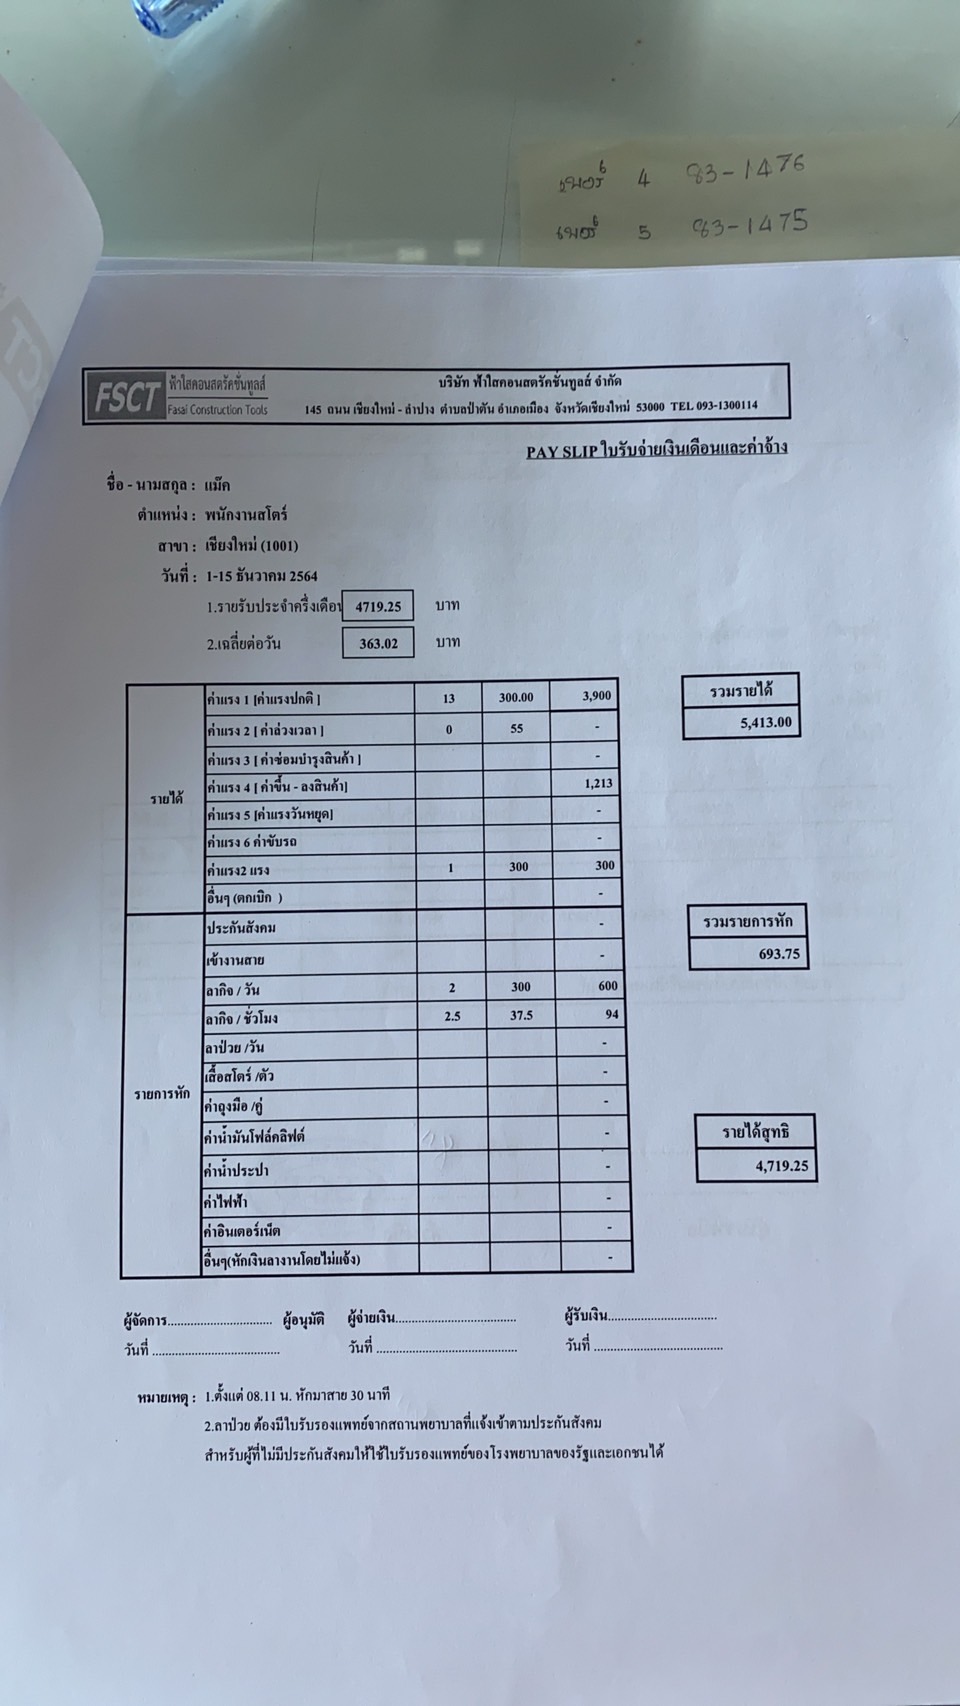 เบอร์ 4 83-1476
เบอร์ 5 83-1475
FSCT ฟ้าใสคอนสตรัคชั่นทูลส์
Fasai Construction Tools
บริษัท ฟ้าใสคอนสตรัคชั่นทูลส์ จำกัด
145 ถนน เชียงใหม่ - ลำปาง ตำบลป่าตัน อำเภอเมือง จังหวัดเชียงใหม่ 53000 TEL 093-1300114
PAY SLIP ใบรับจ่ายเงินเดือนและค่าจ้าง
ชื่อ - นามสกุล : แม๊ค
ตำแหน่ง : พนักงานสโตร์
สาขา : เชียงใหม่ (1001)
วันที่ : 1-15 ธันวาคม 2564
1.รายรับประจำครึ่งเดือน 4719.25 บาท
2.เฉลี่ยต่อวัน 363.02 บาท
รายได้
ค่าแรง 1 [ค่าแรงปกติ ] 13 300.00 3,900
ค่าแรง 2 [ ค่าล่วงเวลา ] 0 55 -
ค่าแรง 3 [ ค่าซ่อมบำรุงสินค้า ] -
ค่าแรง 4 [ ค่าขึ้น - ลงสินค้า] 1,213
ค่าแรง 5 [ค่าแรงวันหยุด] -
ค่าแรง 6 ค่าขับรถ -
ค่าแรง2 แรง 1 300 300
อื่นๆ (ตกเบิก ) -
รวมรายได้
5,413.00
รายการหัก
ประกันสังคม -
เข้างานสาย -
ลากิจ / วัน 2 300 600
ลากิจ / ชั่วโมง 2.5 37.5 94
ลาป่วย /วัน -
เสื้อสโตร์ /ตัว -
ค่าถุงมือ /คู่ -
ค่าน้ำมันโฟล์คลิฟต์ -
ค่าน้ำประปา -
ค่าไฟฟ้า -
ค่าอินเตอร์เน็ต -
อื่นๆ(หักเงินลางานโดยไม่แจ้ง) -
รวมรายการหัก
693.75
รายได้สุทธิ
4,719.25
ผู้จัดการ................................ ผู้อนุมัติ ผู้จ่ายเงิน..................................... ผู้รับเงิน.................................
วันที่ ....................................... วันที่ ........................................... วันที่ .......................................
หมายเหตุ : 1.ตั้งแต่ 08.11 น. หักมาสาย 30 นาที
2.ลาป่วย ต้องมีใบรับรองแพทย์จากสถานพยาบาลที่แจ้งเข้าตามประกันสังคม
สำหรับผู้ที่ไม่มีประกันสังคมให้ใช้ใบรับรองแพทย์ของโรงพยาบาลของรัฐและเอกชนได้